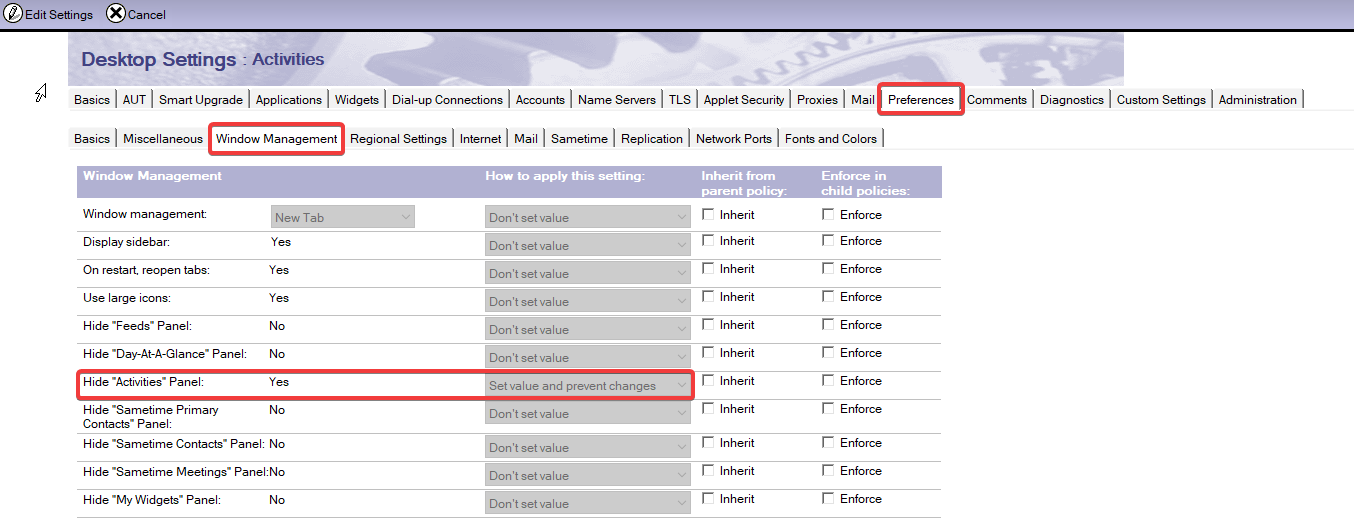 Edit Settings Cancel
Desktop Settings : Activities
Basics AUT Smart Upgrade Applications Widgets Dial-up Connections Accounts Name Servers TLS Applet Security Proxies Mail Preferences Comments Diagnostics Custom Settings Administration
Basics Miscellaneous Window Management Regional Settings Internet Mail Sametime Replication Network Ports Fonts and Colors
Window Management How to apply this setting: Inherit from parent policy: Enforce in child policies:
Window management: New Tab Don't set value Inherit Enforce
Display sidebar: Yes Don't set value Inherit Enforce
On restart, reopen tabs: Yes Don't set value Inherit Enforce
Use large icons: Yes Don't set value Inherit Enforce
Hide "Feeds" Panel: No Don't set value Inherit Enforce
Hide "Day-At-A-Glance" Panel: No Don't set value Inherit Enforce
Hide "Activities" Panel: Yes Set value and prevent changes Inherit Enforce
Hide "Sametime Primary Contacts" Panel: No Don't set value Inherit Enforce
Hide "Sametime Contacts" Panel: No Don't set value Inherit Enforce
Hide "Sametime Meetings" Panel: No Don't set value Inherit Enforce
Hide "My Widgets" Panel: No Don't set value Inherit Enforce